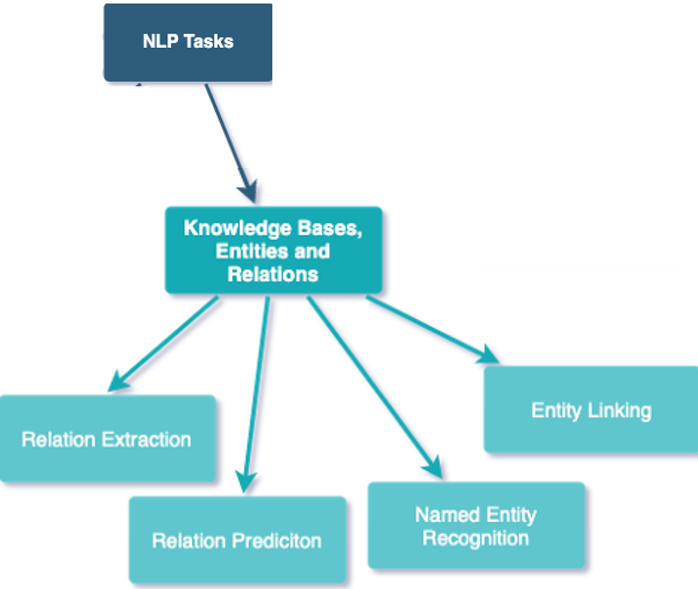 NLP Tasks
Knowledge Bases,
Entities and
Relations
Entity Linking
Relation Extraction
Named Entity
Recognition
Relation Prediciton